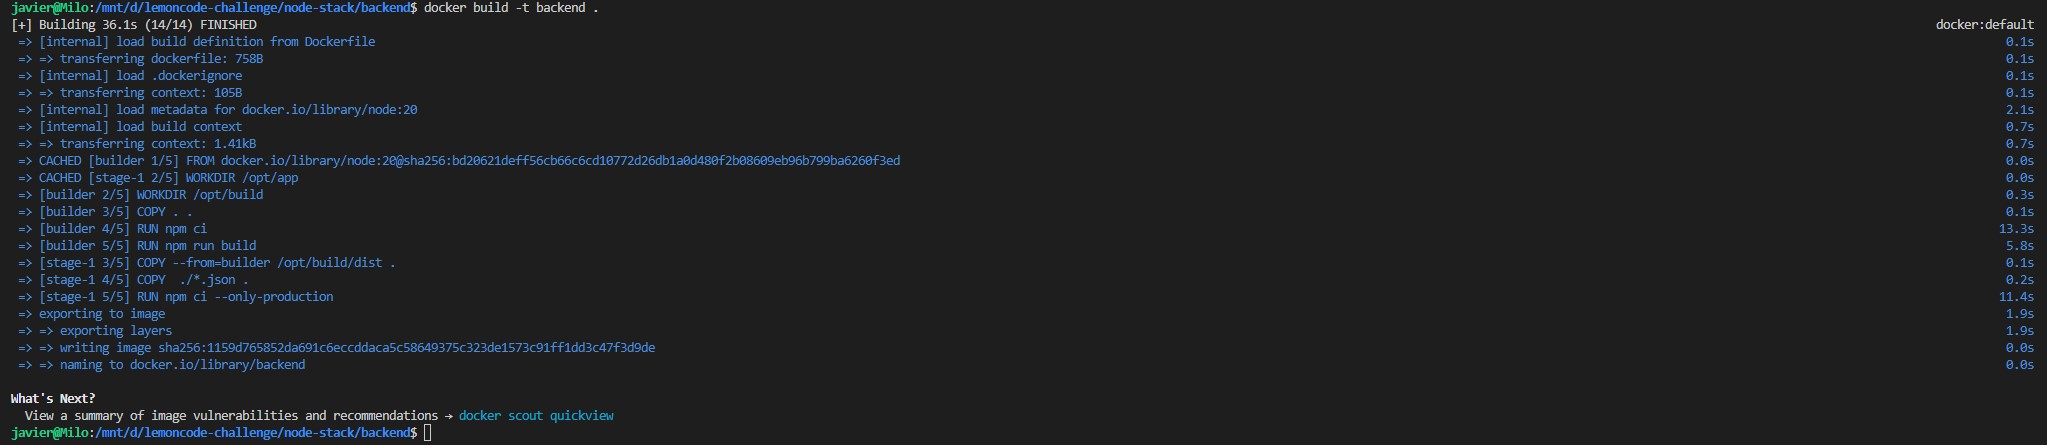 javier@Milo:/mnt/d/lemoncode-challenge/node-stack/backend$ docker build -t backend .
[+] Building 36.1s (14/14) FINISHED docker:default
=> [internal] load build definition from Dockerfile 0.1s
=> => transferring dockerfile: 758B 0.1s
=> [internal] load .dockerignore 0.1s
=> => transferring context: 105B 0.1s
=> [internal] load metadata for docker.io/library/node:20 2.1s
=> [internal] load build context 0.7s
=> => transferring context: 1.41kB 0.7s
=> CACHED [builder 1/5] FROM docker.io/library/node:20@sha256:bd20621deff56cb66c6cd10772d26db1a0d480f2b08609eb96b799ba6260f3ed 0.0s
=> CACHED [stage-1 2/5] WORKDIR /opt/app 0.0s
=> [builder 2/5] WORKDIR /opt/build 0.3s
=> [builder 3/5] COPY . . 0.1s
=> [builder 4/5] RUN npm ci 13.3s
=> [builder 5/5] RUN npm run build 5.8s
=> [stage-1 3/5] COPY --from=builder /opt/build/dist . 0.1s
=> [stage-1 4/5] COPY  ./*.json . 0.2s
=> [stage-1 5/5] RUN npm ci --only-production 11.4s
=> exporting to image 1.9s
=> => exporting layers 1.9s
=> => writing image sha256:1159d765852da691c6eccddaca5c58649375c323de1573c91ff1dd3c47f3d9de 0.0s
=> => naming to docker.io/library/backend 0.0s
What's Next?
View a summary of image vulnerabilities and recommendations → docker scout quickview
javier@Milo:/mnt/d/lemoncode-challenge/node-stack/backend$